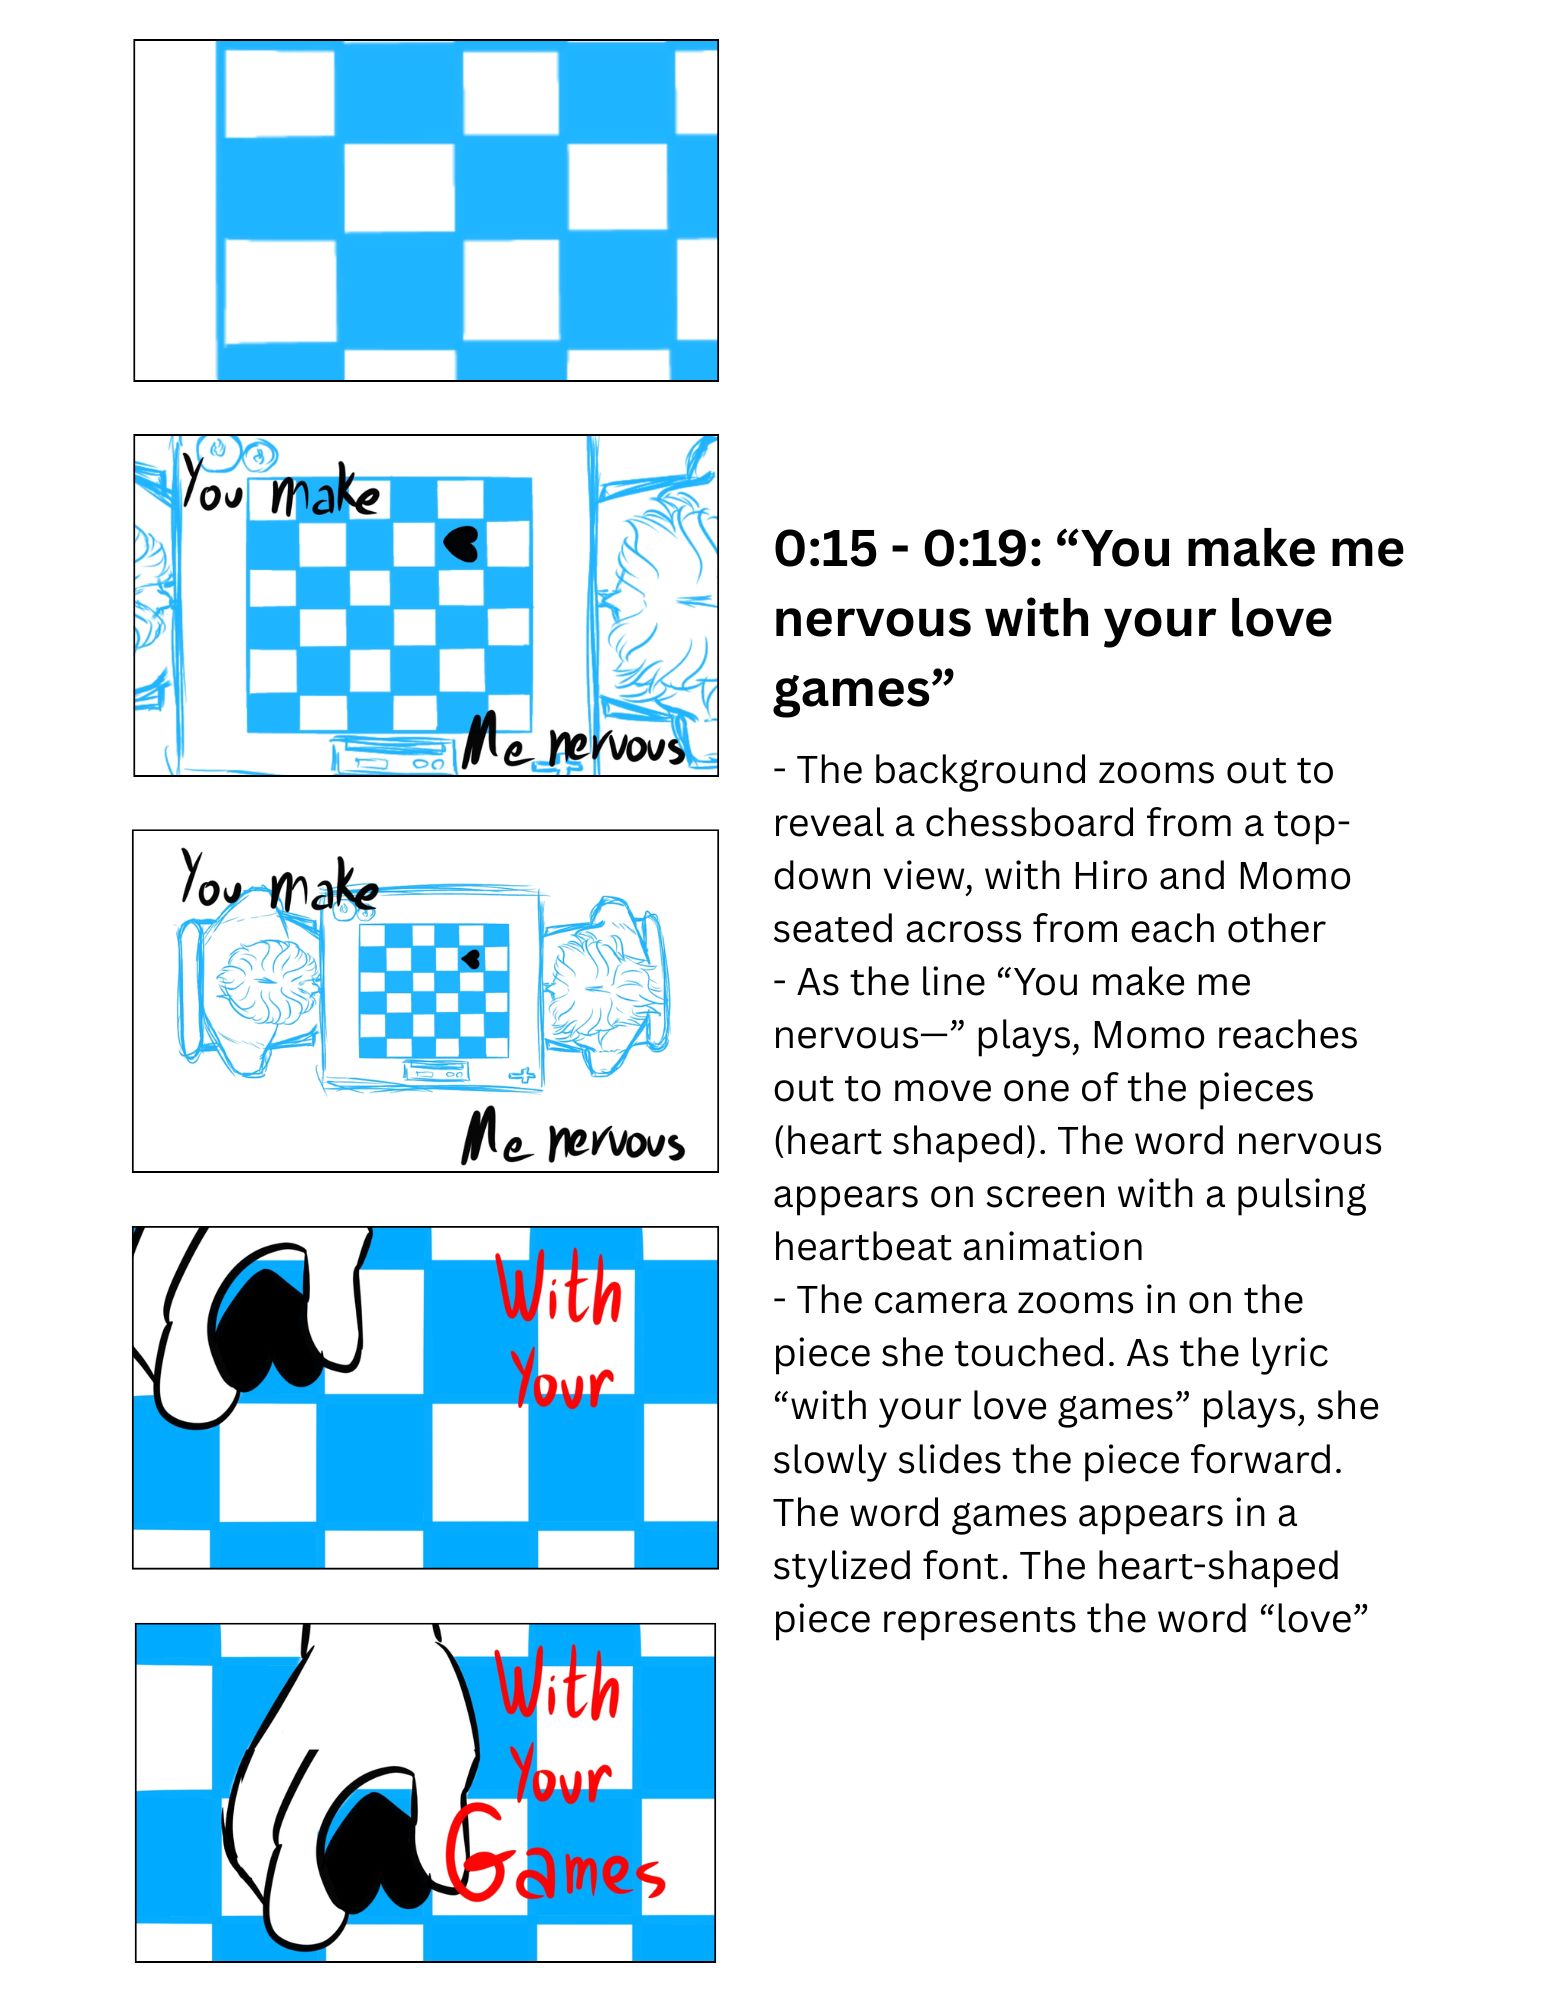 You make
Me nervous
You make
Me nervous
With
Your
With
Your
Games
0:15 - 0:19: “You make me
nervous with your love
games”
- The background zooms out to
reveal a chessboard from a top-
down view, with Hiro and Momo
seated across from each other
- As the line “You make me
nervous—” plays, Momo reaches
out to move one of the pieces
(heart shaped). The word nervous
appears on screen with a pulsing
heartbeat animation
- The camera zooms in on the
piece she touched. As the lyric
“with your love games” plays, she
slowly slides the piece forward.
The word games appears in a
stylized font. The heart-shaped
piece represents the word “love”